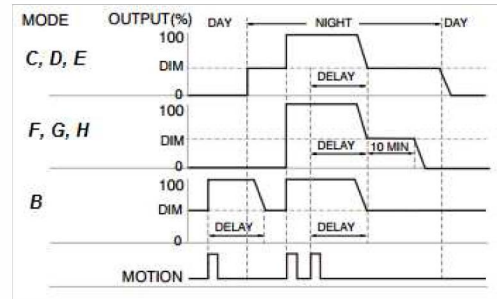 MODE OUTPUT(%) DAY NIGHT DAY
100
C, D, E
DIM
DELAY
0
100
F, G, H
DIM
DELAY 10 MIN
0
100
B
DIM
DELAY DELAY
0
MOTION